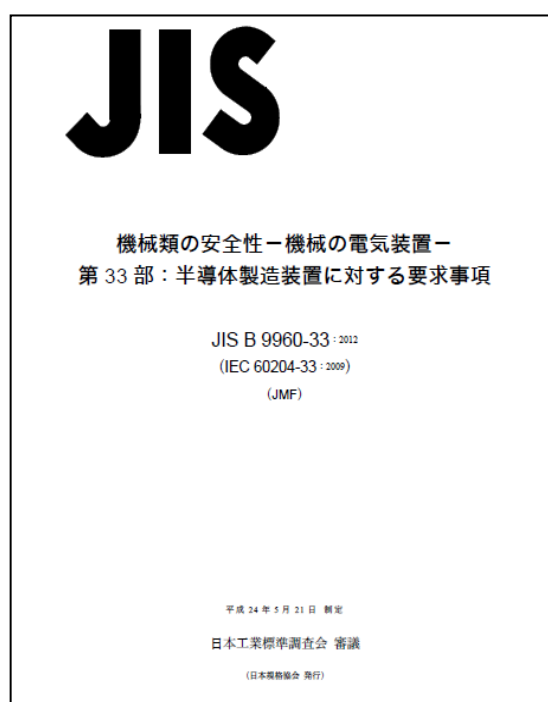 JIS
機械類の安全性－機械の電気装置－
第 33 部：半導体製造装置に対する要求事項
JIS B 9960-33：2012
（IEC 60204-33：2009）
（JMF）
平成 24 年 5 月 21 日 制定
日本工業標準調査会 審議
（日本規格協会 発行）